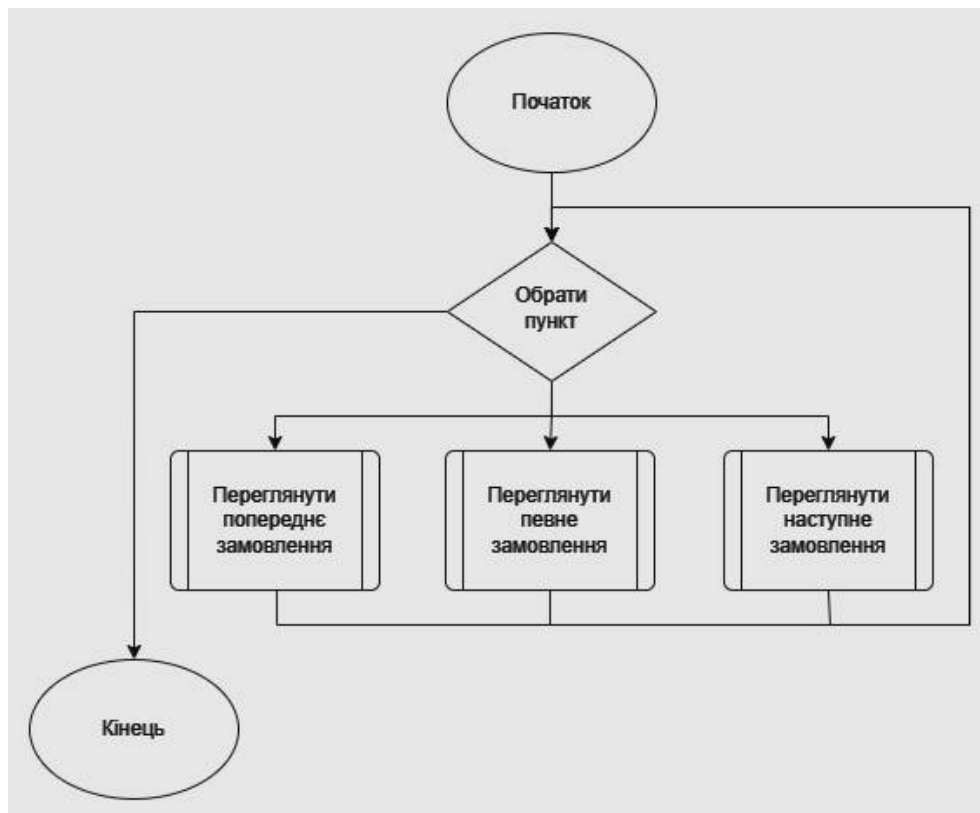 Початок
Обрати
пункт
Переглянути
попереднє
замовлення
Переглянути
певне
замовлення
Переглянути
наступне
замовлення
Кінець